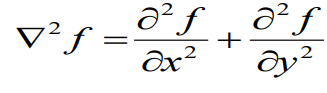 ∇²f = ∂²f/∂x² + ∂²f/∂y²